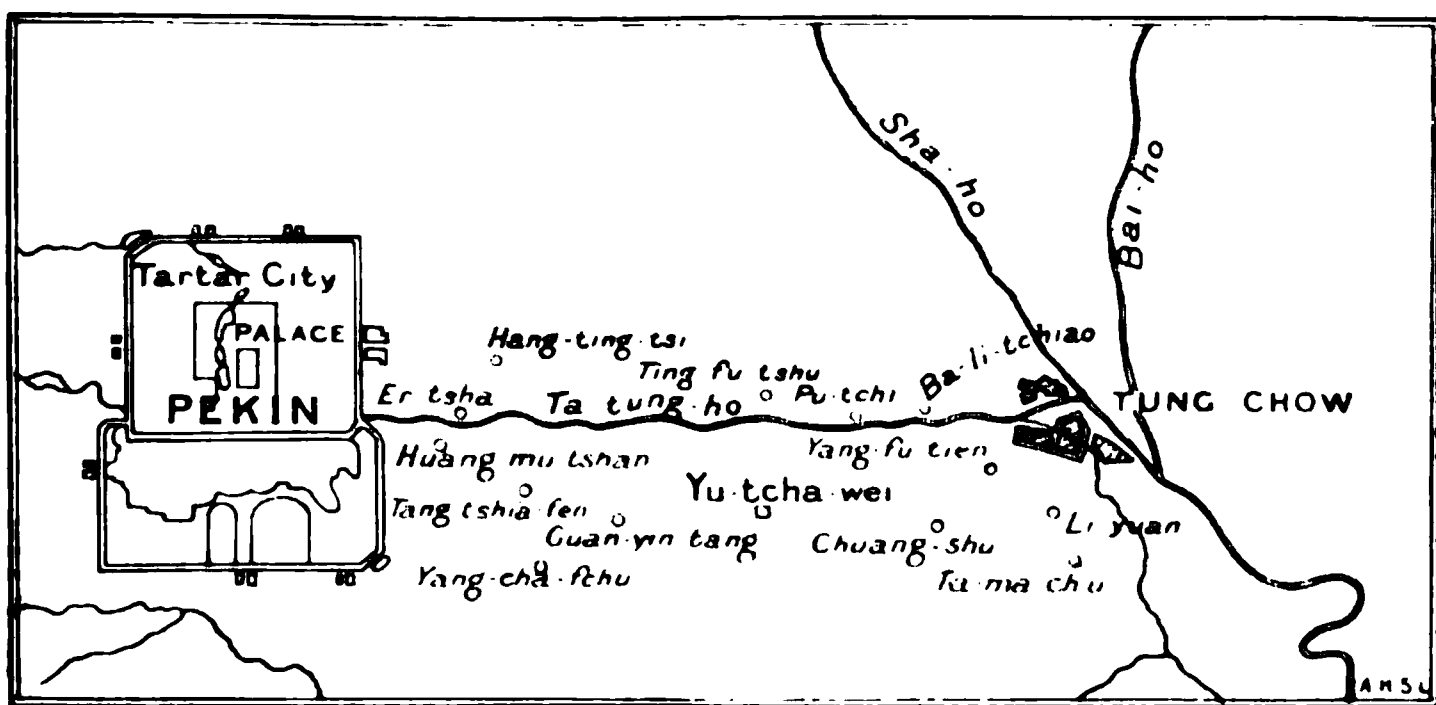 Sha·ho
Bai·ho
Tartar City
PALACE
PEKIN
Hang-ting-tsi
Ting fu tshu
Pu-tchi
Ba-li-tchiao
TUNG CHOW
Er tsha
Ta tung·ho
Huang mu tshan
Yang·fu tien
Yu·tcha·wei
Tang tshia·fen
Guan·yin tang
Chuang·shu
Li yuan
Yang·cha·fchu
Ta·ma chu